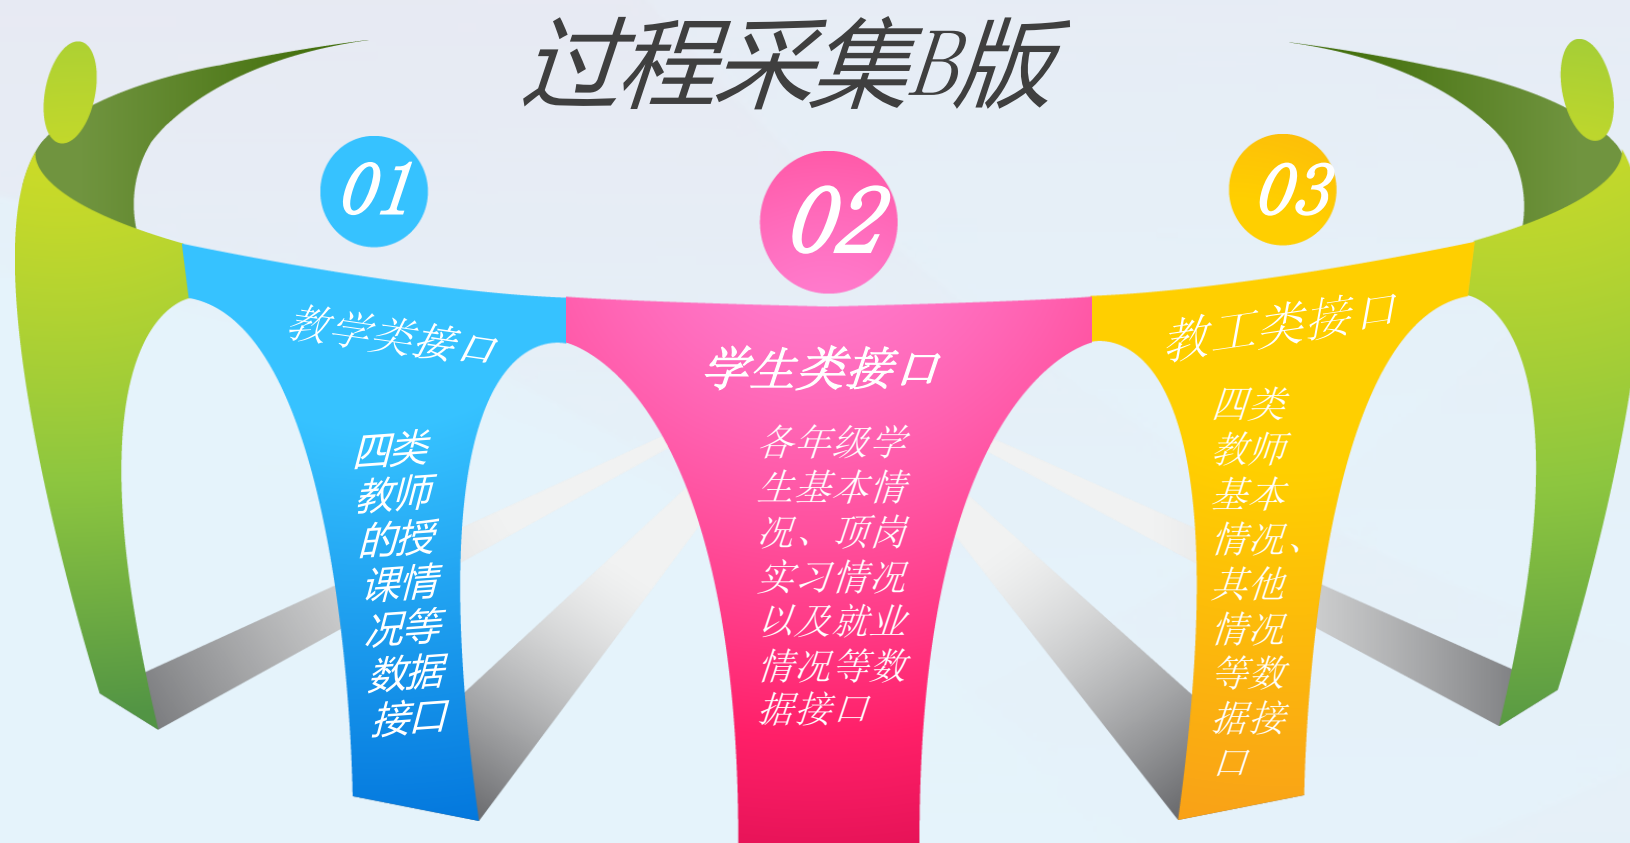 过程采集B版
01
教学类接口
四类
教师
的授
课情
况等
数据
接口
02
学生类接口
各年级学
生基本情
况、顶岗
实习情况
以及就业
情况等数
据接口
03
教工类接口
四类
教师
基本
情况、
其他
情况
等数
据接
口